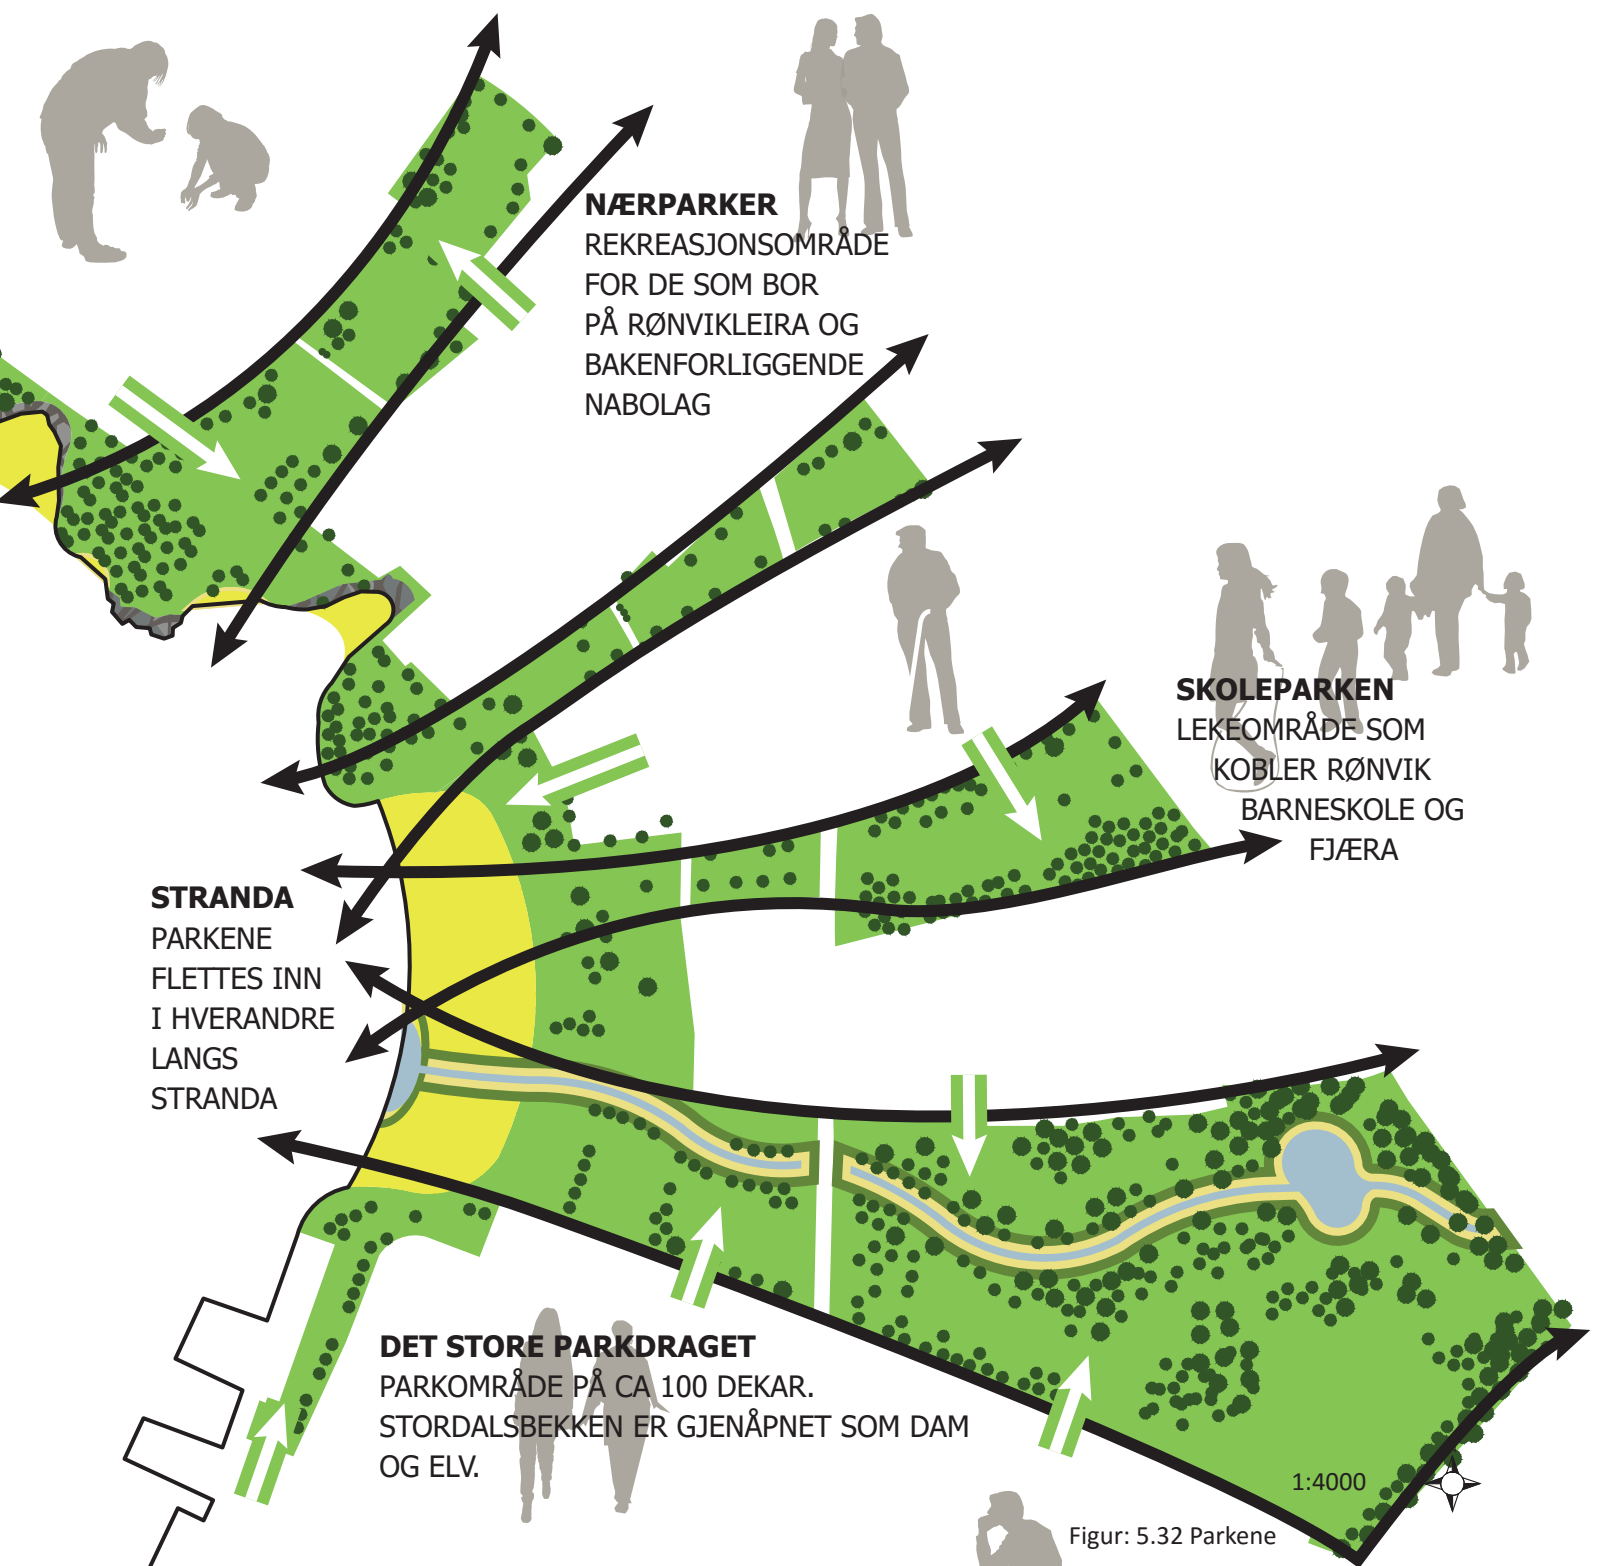 NÆRPARKER
REKREASJONSOMRÅDE
FOR DE SOM BOR
PÅ RØNVIKLEIRA OG
BAKENFORLIGGENDE
NABOLAG
SKOLEPARKEN
LEKEOMRÅDE SOM
KOBLER RØNVIK
BARNESKOLE OG
FJÆRA
STRANDA
PARKENE
FLETTES INN
I HVERANDRE
LANGS
STRANDA
DET STORE PARKDRAGET
PARKOMRÅDE PÅ CA 100 DEKAR.
STORDALSBEKKEN ER GJENÅPNET SOM DAM
OG ELV.
1:4000
Figur: 5.32 Parkene